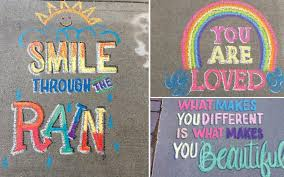 SMILE
THROUGH THE
RAIN
YOU
ARE
LOVED
WHAT MAKES
YOU DIFFERENT
IS WHAT MAKES
YOU Beautiful